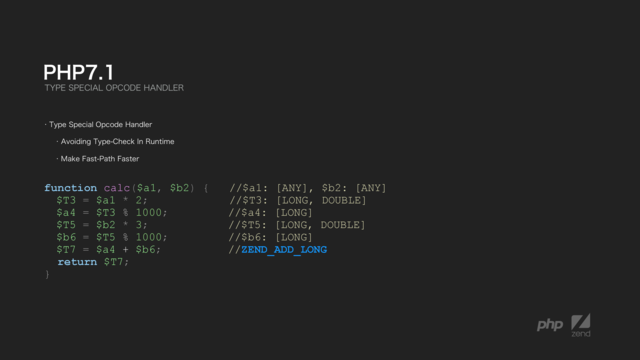 PHP7.1
TYPE SPECIAL OPCODE HANDLER
· Type Special Opcode Handler
· Avoiding Type-Check In Runtime
· Make Fast-Path Faster
function calc($a1, $b2) { //$a1: [ANY], $b2: [ANY]
$T3 = $a1 * 2; //$T3: [LONG, DOUBLE]
$a4 = $T3 % 1000; //$a4: [LONG]
$T5 = $b2 * 3; //$T5: [LONG, DOUBLE]
$b6 = $T5 % 1000; //$b6: [LONG]
$T7 = $a4 + $b6; //ZEND_ADD_LONG
return $T7;
}
php zend